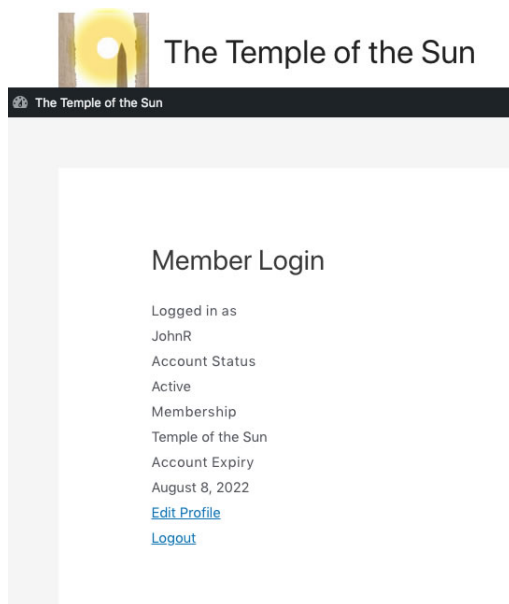 The Temple of the Sun
The Temple of the Sun
Member Login
Logged in as
JohnR
Account Status
Active
Membership
Temple of the Sun
Account Expiry
August 8, 2022
Edit Profile
Logout